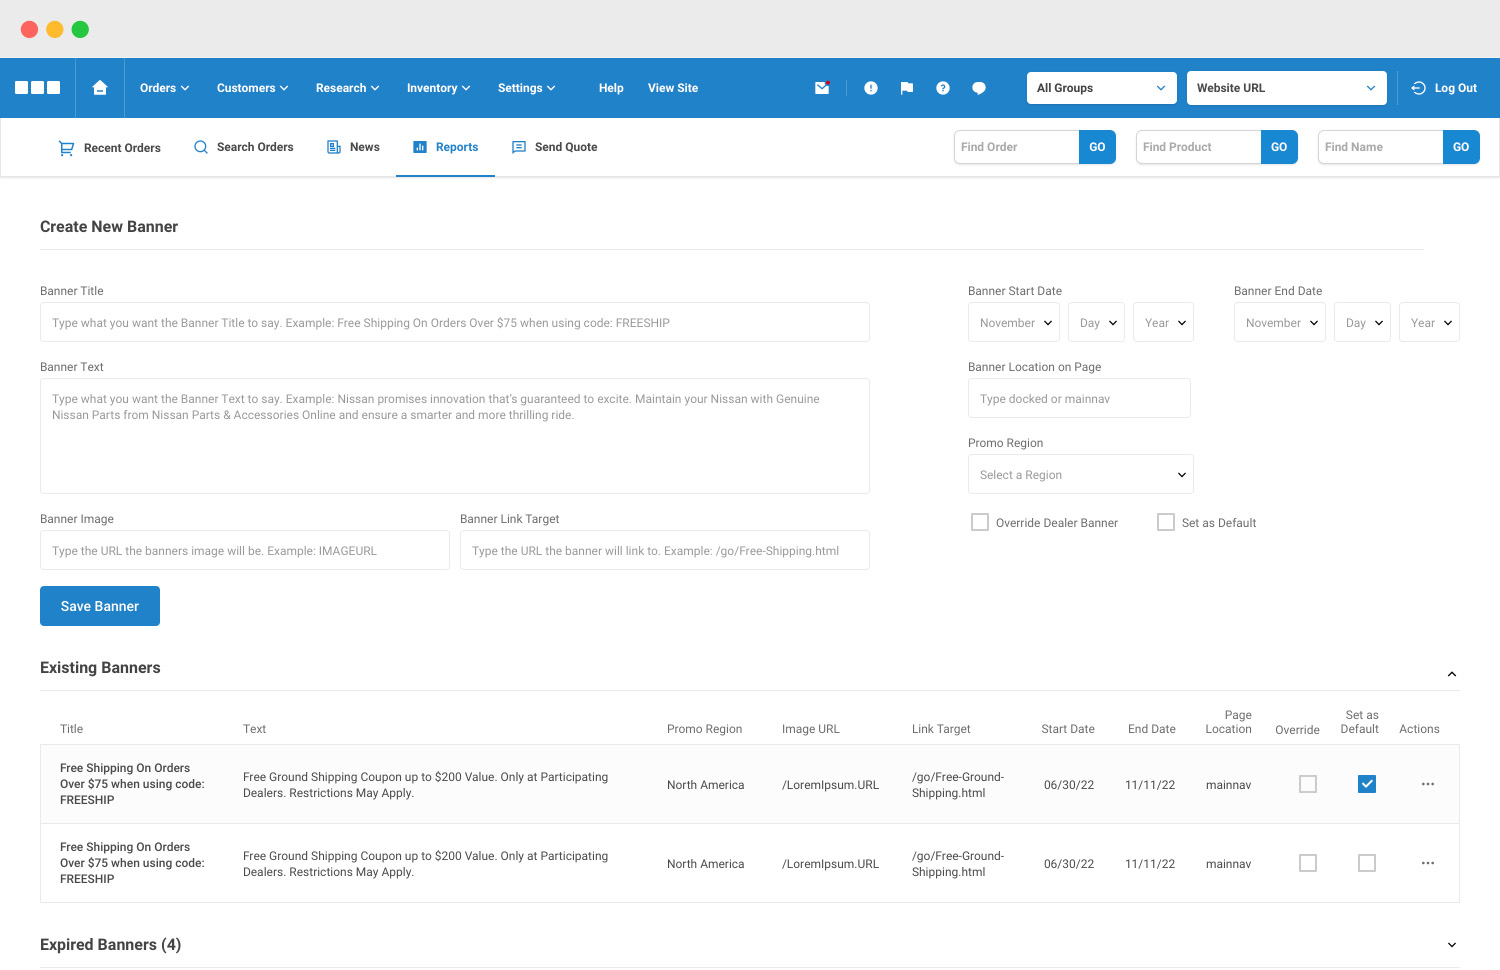 Orders
Customers
Research
Inventory
Settings
Help
View Site
All Groups
Website URL
Log Out
Recent Orders
Search Orders
News
Reports
Send Quote
Find Order
GO
Find Product
GO
Find Name
GO
Create New Banner
Banner Title
Type what you want the Banner Title to say. Example: Free Shipping On Orders Over $75 when using code: FREESHIP
Banner Text
Type what you want the Banner Text to say. Example: Nissan promises innovation that's guaranteed to excite. Maintain your Nissan with Genuine
Nissan Parts from Nissan Parts & Accessories Online and ensure a smarter and more thrilling ride.
Banner Image
Type the URL the banners image will be. Example: IMAGEURL
Banner Link Target
Type the URL the banner will link to. Example: /go/Free-Shipping.html
Banner Start Date
November
Day
Year
Banner End Date
November
Day
Year
Banner Location on Page
Type docked or mainnav
Promo Region
Select a Region
Override Dealer Banner
Set as Default
Save Banner
Existing Banners
Title
Text
Promo Region
Image URL
Link Target
Start Date
End Date
Page
Location
Override
Set as
Default
Actions
Free Shipping On Orders
Over $75 when using code:
FREESHIP
Free Ground Shipping Coupon up to $200 Value. Only at Participating
Dealers. Restrictions May Apply.
North America
/LoremIpsum.URL
/go/Free-Ground-
Shipping.html
06/30/22
11/11/22
mainnav
Free Shipping On Orders
Over $75 when using code:
FREESHIP
Free Ground Shipping Coupon up to $200 Value. Only at Participating
Dealers. Restrictions May Apply.
North America
/LoremIpsum.URL
/go/Free-Ground-
Shipping.html
06/30/22
11/11/22
mainnav
Expired Banners (4)